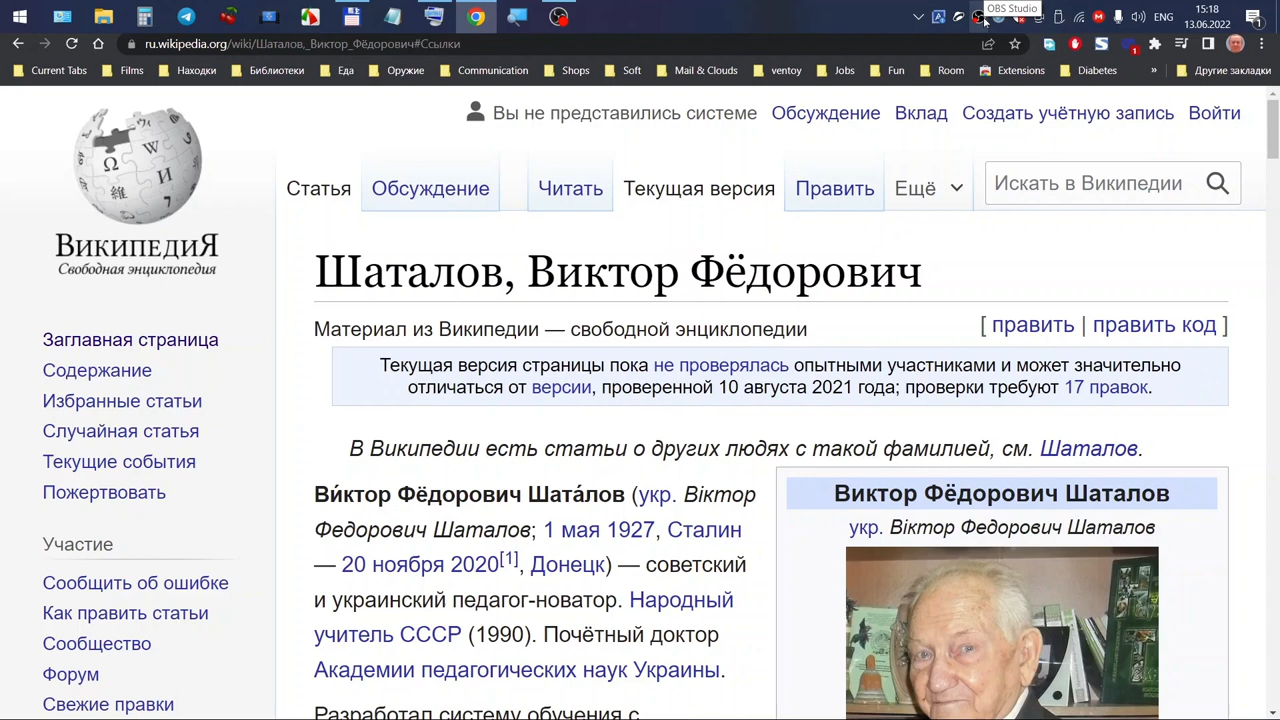 OBS Studio
ENG
15:18
13.06.2022
1
ru.wikipedia.org/wiki/Шаталов,_Виктор_Фёдорович#Ссылки
1
Current Tabs Films Находки Библиотеки Еда Оружие Communication Shops Soft Mail & Clouds ventoy Jobs Fun Room Extensions Diabetes » Другие закладки
Вы не представились системе Обсуждение Вклад Создать учётную запись Войти
Статья Обсуждение Читать Текущая версия Править Ещё Искать в Википедии
ВИКИПЕДИЯ
Свободная энциклопедия
Заглавная страница
Содержание
Избранные статьи
Случайная статья
Текущие события
Пожертвовать
Участие
Сообщить об ошибке
Как править статьи
Сообщество
Форум
Свежие правки
Шаталов, Виктор Фёдорович
Материал из Википедии — свободной энциклопедии
[ править | править код ]
Текущая версия страницы пока не проверялась опытными участниками и может значительно
отличаться от версии, проверенной 10 августа 2021 года; проверки требуют 17 правок.
В Википедии есть статьи о других людях с такой фамилией, см. Шаталов.
Ви́ктор Фёдорович Шата́лов (укр. Віктор
Федорович Шаталов; 1 мая 1927, Сталин
— 20 ноября 2020[1], Донецк) — советский
и украинский педагог-новатор. Народный
учитель СССР (1990). Почётный доктор
Академии педагогических наук Украины.
Разработал систему обучения с
Виктор Фёдорович Шаталов
укр. Віктор Федорович Шаталов